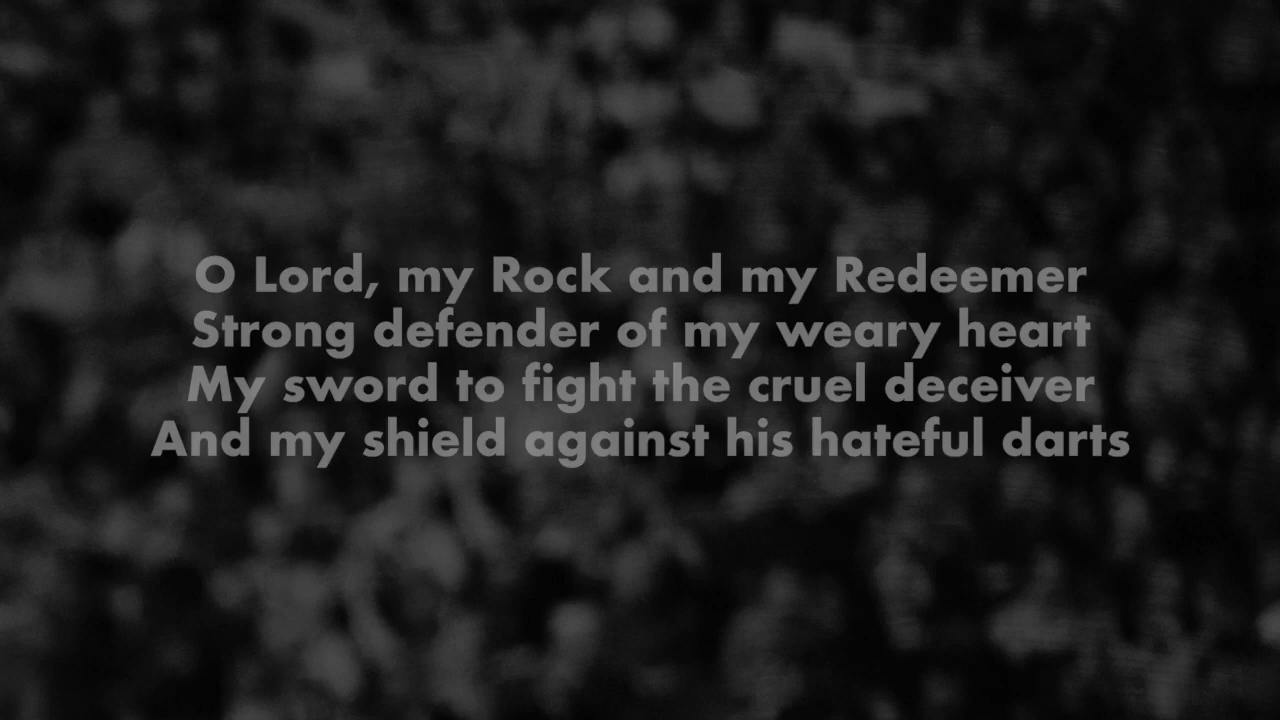 O Lord, my Rock and my Redeemer
Strong defender of my weary heart
My sword to fight the cruel deceiver
And my shield against his hateful darts